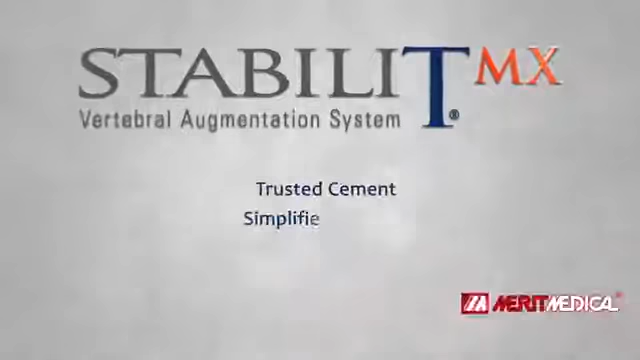 STABILIT MX
Vertebral Augmentation System ®
Trusted Cement
Simplifie
MERITMEDICAL®